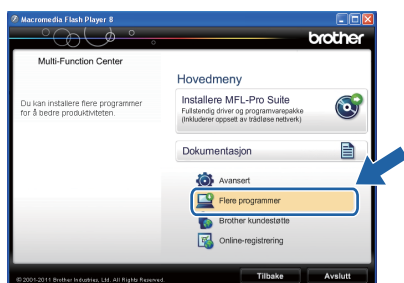 Macromedia Flash Player 8
brother
Multi-Function Center
Du kan installere flere programmer
for å bedre produktiviteten.
Hovedmeny
Installere MFL-Pro Suite
Fullstendig driver og programvarepakke
(Inkluderer oppsett av trådløse nettverk)
Dokumentasjon
Avansert
Flere programmer
Brother kundestøtte
Online-registrering
© 2001-2011 Brother Industries, Ltd. All Rights Reserved.
Tilbake
Avslutt